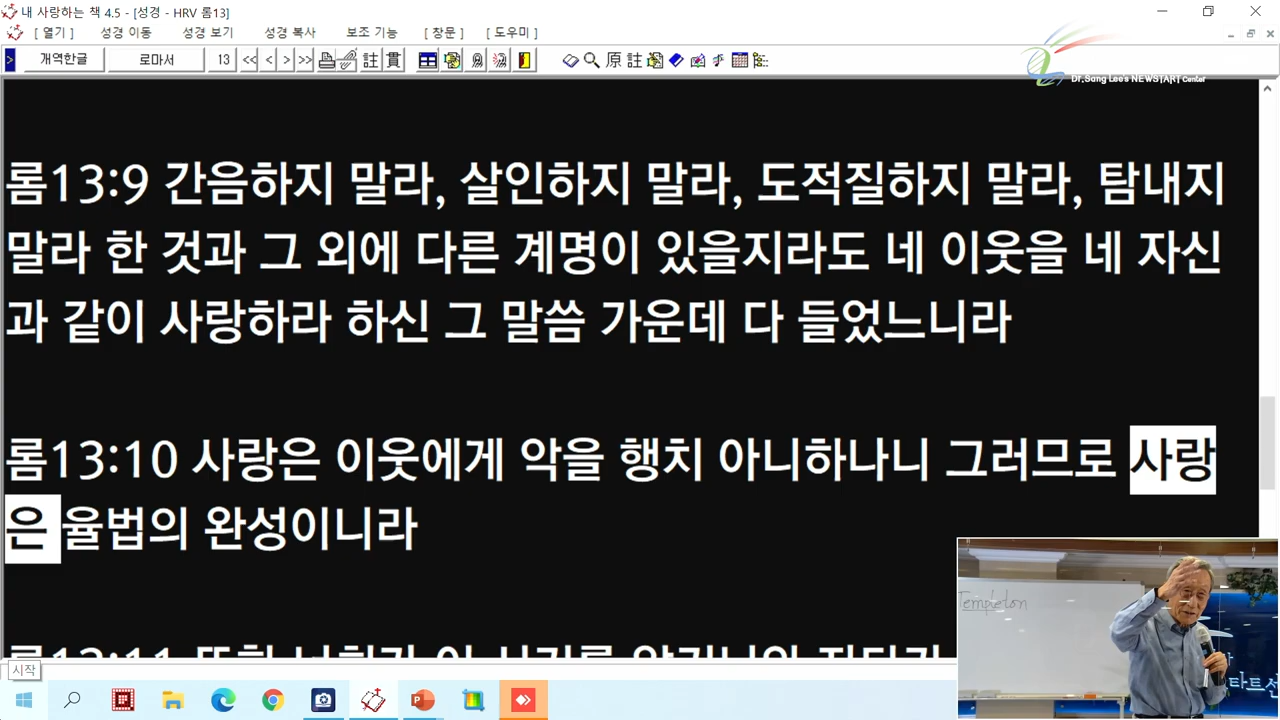 내 사랑하는 책 4.5 - [성경 - HRV 롬13]
[ 열기 ] 성경 이동 성경 보기 성경 복사 보조 기능 [ 창문 ] [ 도우미 ]
> 개역한글 로마서 13 << < > >> 註 貫 原 註
Dr.Sang Lee's NEWSTART Center
롬13:9 간음하지 말라, 살인하지 말라, 도적질하지 말라, 탐내지
말라 한 것과 그 외에 다른 계명이 있을지라도 네 이웃을 네 자신
과 같이 사랑하라 하신 그 말씀 가운데 다 들었느니라
롬13:10 사랑은 이웃에게 악을 행치 아니하나니 그러므로 사랑
은 율법의 완성이니라
Templeton
타트센
시작